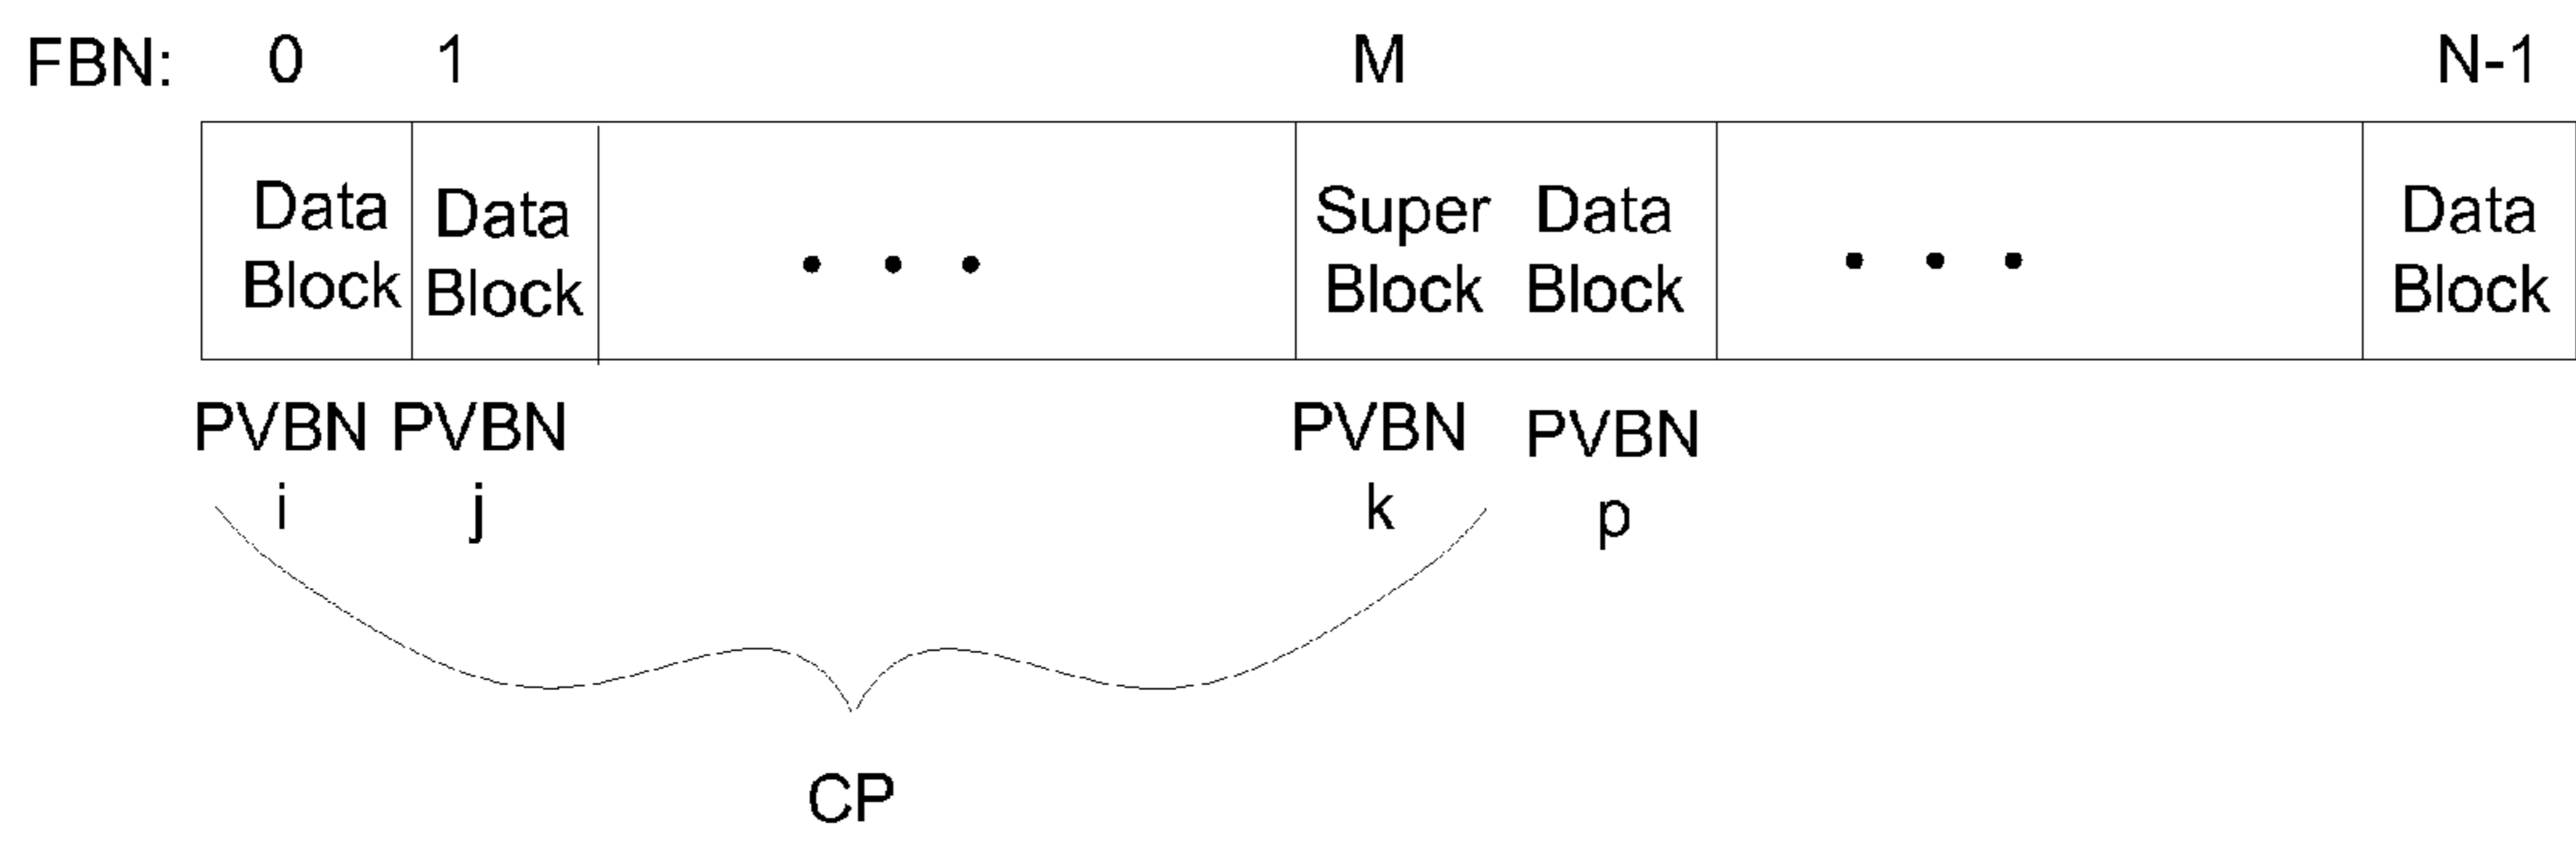 FBN: 0 1 M N-1
Data Data Super Data Data
Block Block • • • Block Block • • • Block
PVBN PVBN PVBN PVBN
i j k p
CP